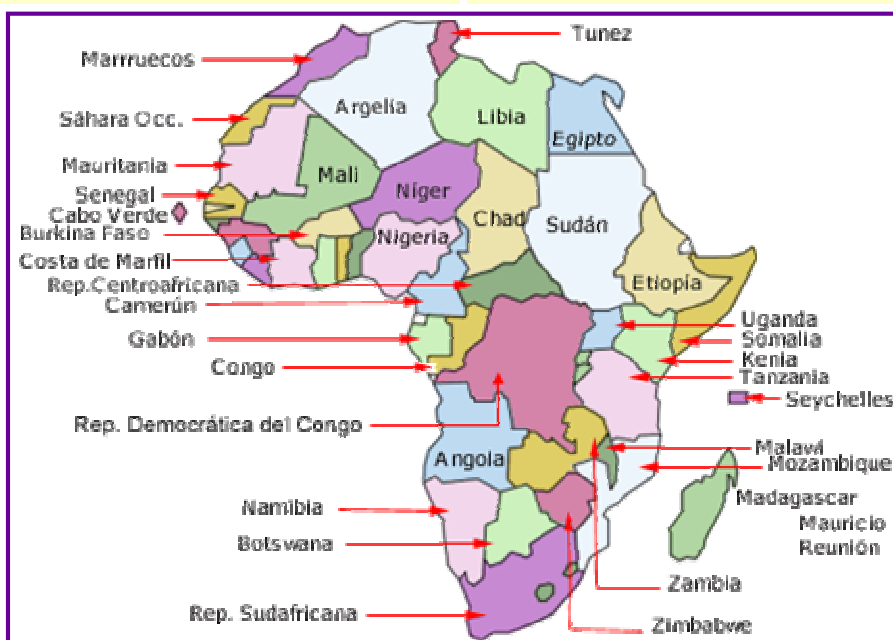 Tunez
Marrruecos
Argelía
Libia
Sáhara Occ.
Egipto
Mauritania
Mali
Senegal
Níger
Cabo Verde
Chad
Sudán
Burkina Faso
Nigeria
Costa de Marfil
Rep.Centroafricana
Etiopía
Camerún
Uganda
Gabón
Somalia
Kenia
Congo
Tanzania
Seychelles
Rep. Democrática del Congo
Malawi
Angola
Mozambique
Madagascar
Namibia
Mauricio
Botswana
Reunión
Zambia
Rep. Sudafricana
Zimbabwe